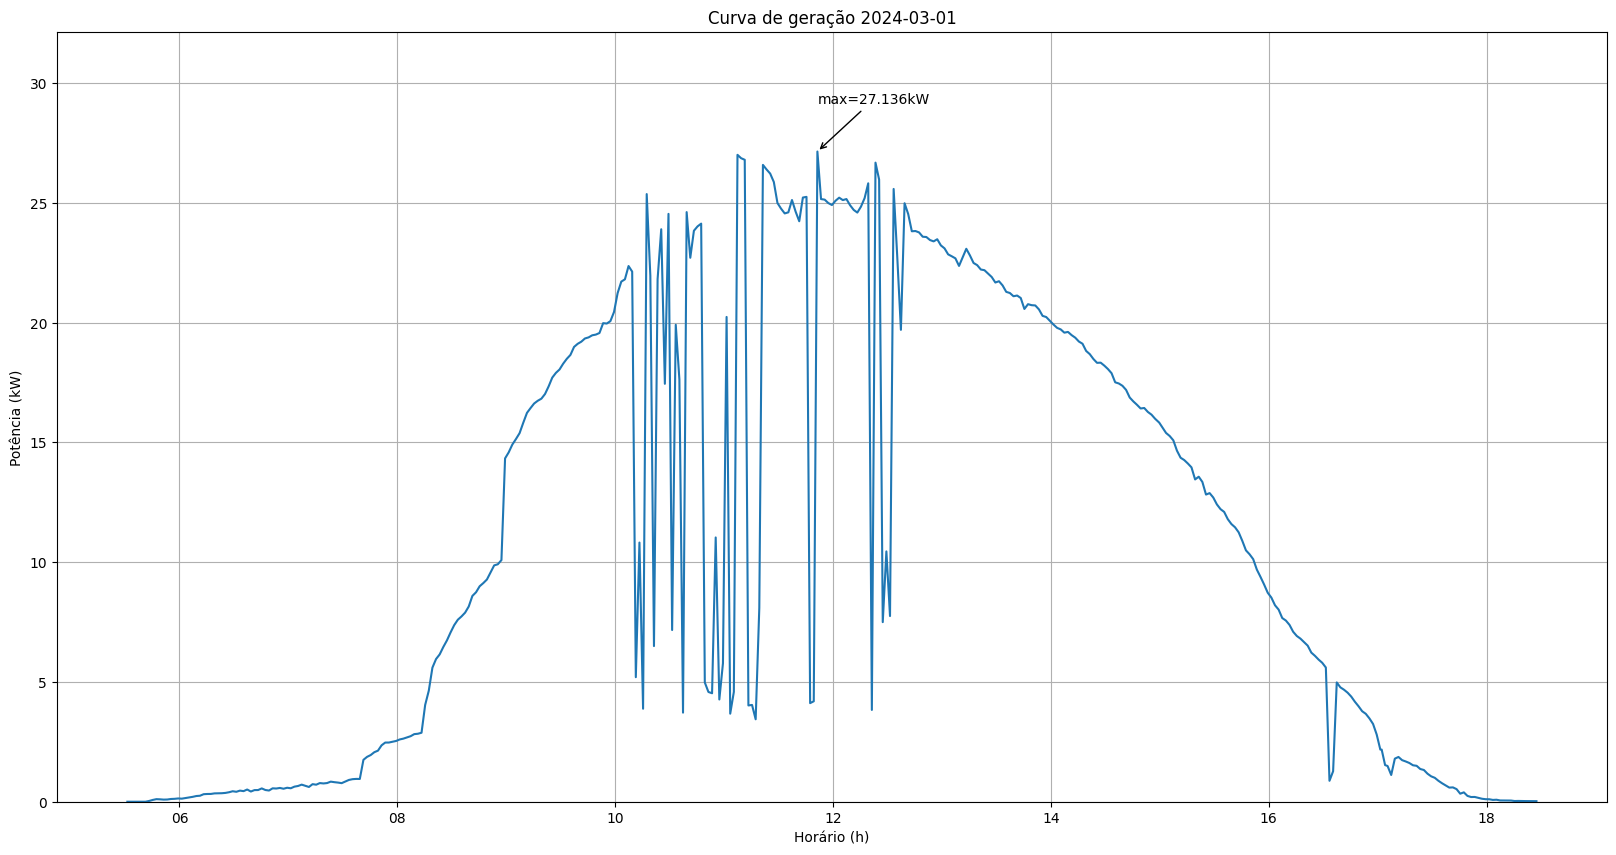 Curva de geração 2024-03-01
30
max=27.136kW
25
20
15
10
5
0
Potência (kW)
06 08 10 12 14 16 18
Horário (h)